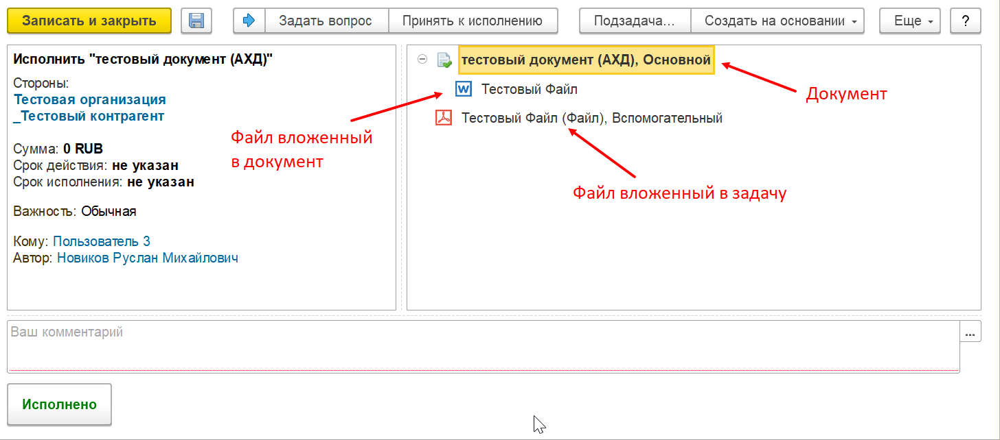 Записать и закрыть
Задать вопрос
Принять к исполнению
Подзадача...
Создать на основании
Еще
?
Исполнить "тестовый документ (АХД)"
Стороны:
Тестовая организация
_Тестовый контрагент
Сумма: 0 RUB
Срок действия: не указан
Срок исполнения: не указан
Важность: Обычная
Кому: Пользователь 3
Автор: Новиков Руслан Михайлович
тестовый документ (АХД), Основной
W
Тестовый Файл
Тестовый Файл (Файл), Вспомогательный
Документ
Файл вложенный
в документ
Файл вложенный в задачу
Ваш комментарий
...
Исполнено